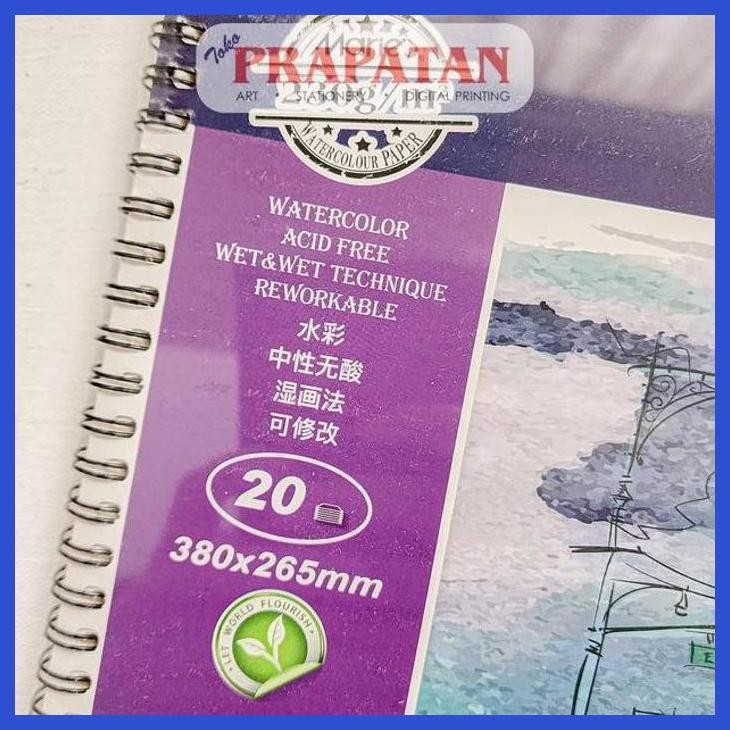 Toko
Marie's
PRAPATAN
ART • STATIONERY • DIGITAL PRINTING
WATERCOLOUR PAPER
WATERCOLOR
ACID FREE
WET&WET TECHNIQUE
REWORKABLE
水彩
中性无酸
湿画法
可修改
20
380x265mm
• LET WORLD FLOURISH •
E